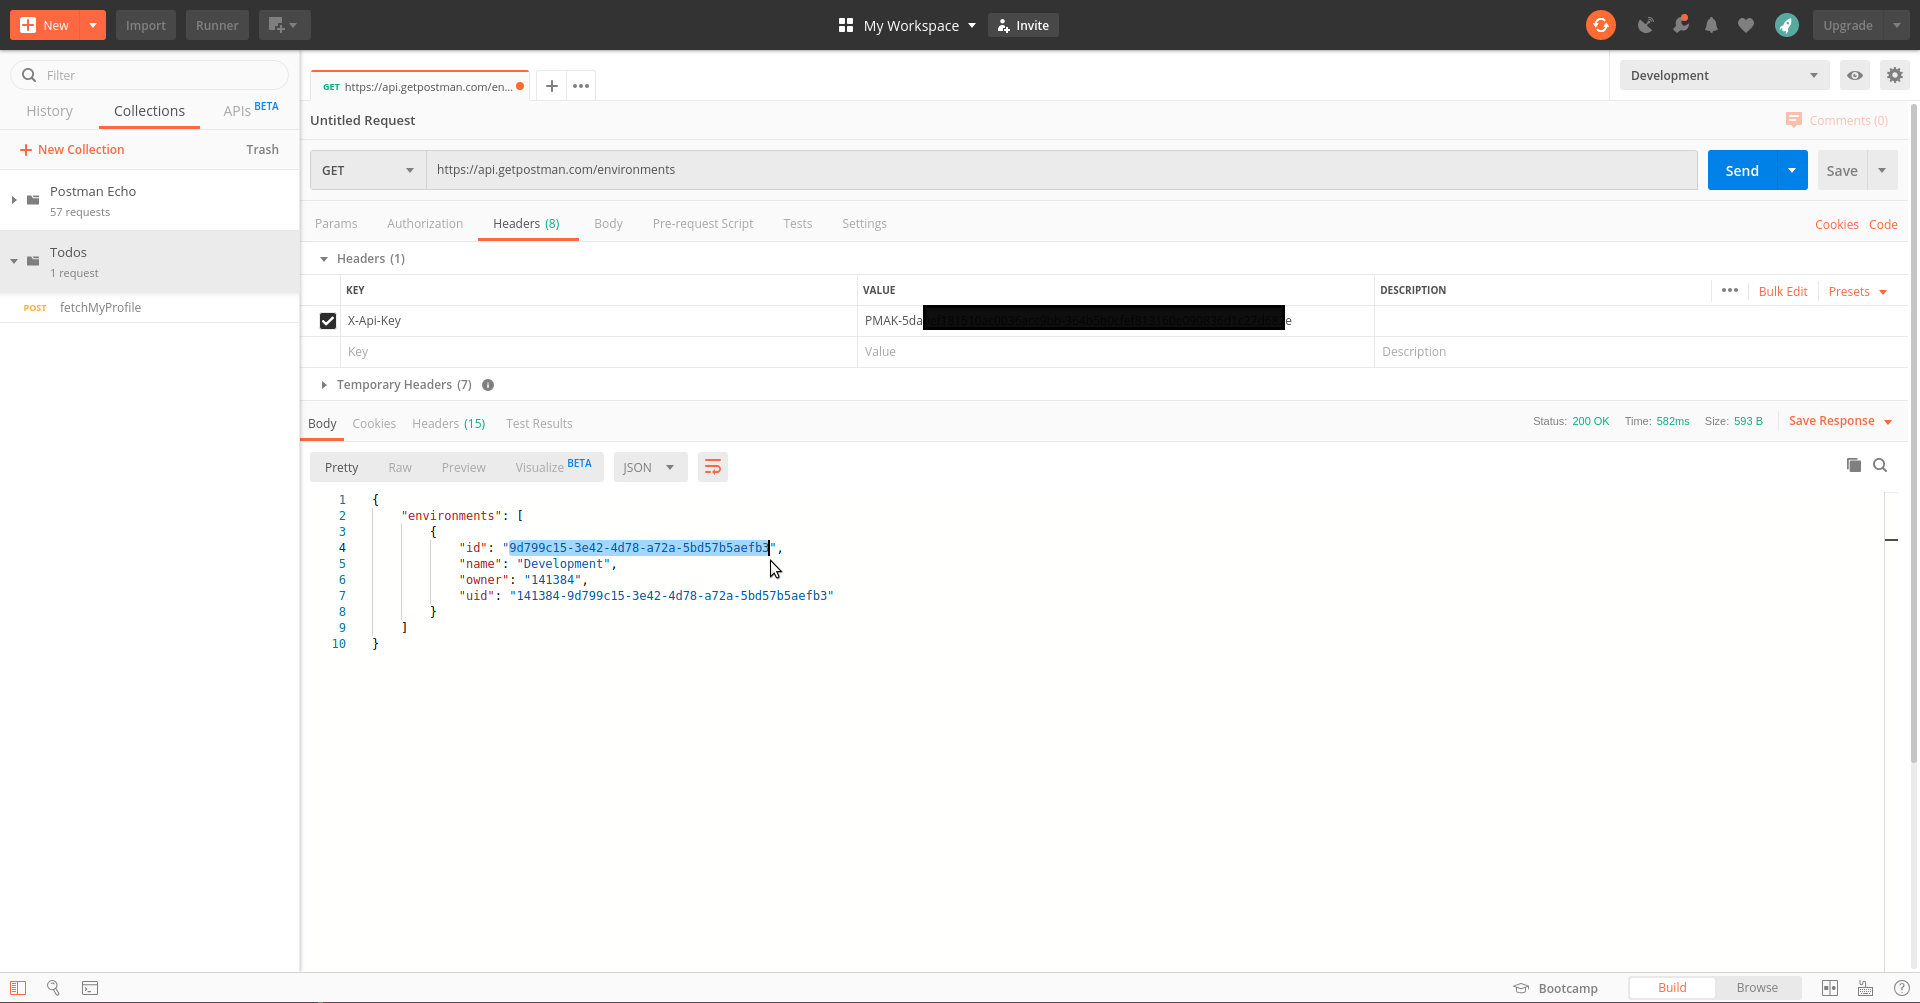 New
Import
Runner
My Workspace
Invite
Upgrade
Filter
History
Collections
APIs BETA
New Collection
Trash
Postman Echo
57 requests
Todos
1 request
POST fetchMyProfile
GET https://api.getpostman.com/en...
Development
Untitled Request
Comments (0)
GET
https://api.getpostman.com/environments
Send
Save
Params
Authorization
Headers (8)
Body
Pre-request Script
Tests
Settings
Cookies
Code
Headers (1)
KEY
VALUE
DESCRIPTION
Bulk Edit
Presets
X-Api-Key
PMAK-5da
e
Key
Value
Description
Temporary Headers (7)
Body
Cookies
Headers (15)
Test Results
Status: 200 OK
Time: 582ms
Size: 593 B
Save Response
Pretty
Raw
Preview
Visualize BETA
JSON
1 {
2 "environments": [
3 {
4 "id": "9d799c15-3e42-4d78-a72a-5bd57b5aefb3",
5 "name": "Development",
6 "owner": "141384",
7 "uid": "141384-9d799c15-3e42-4d78-a72a-5bd57b5aefb3"
8 }
9 ]
10 }
Bootcamp
Build
Browse